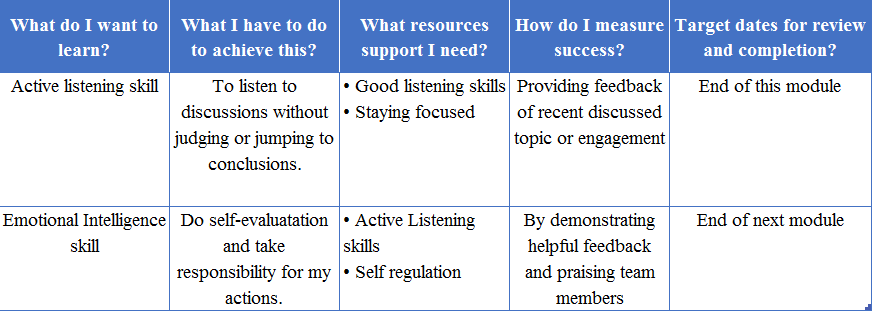 What do I want to
learn?
What I have to do
to achieve this?
What resources
support I need?
How do I measure
success?
Target dates for review
and completion?
Active listening skill
To listen to
discussions without
judging or jumping to
conclusions.
• Good listening skills
• Staying focused
Providing feedback
of recent discussed
topic or engagement
End of this module
Emotional Intelligence
skill
Do self-evaluatation
and take
responsibility for my
actions.
• Active Listening
skills
• Self regulation
By demonstrating
helpful feedback
and praising team
members
End of next module